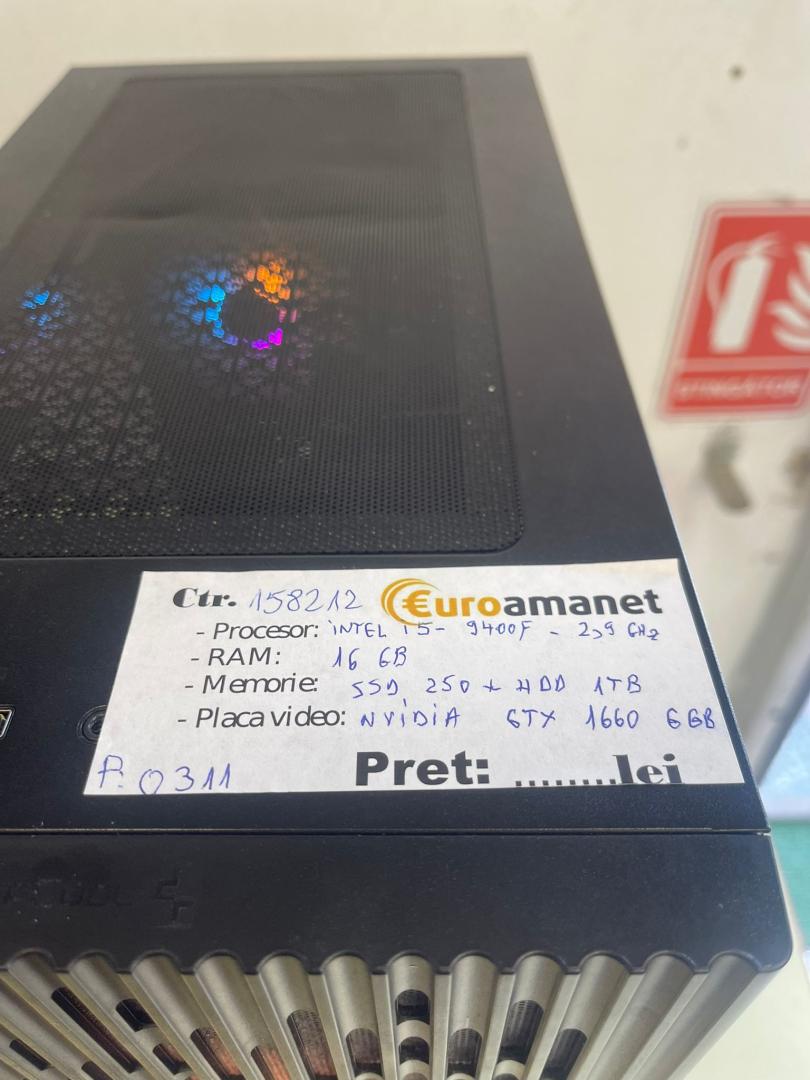 STINGĂTOR
Ctr. 158212 €uroamanet
- Procesor: iNTEL i5- 9400F - 2,9 GHz
- RAM: 16 GB
- Memorie: SSD 250 + HDD 1TB
- Placa video: NViDiA GTX 1660 6GB
P. 0311 Pret: ........lei